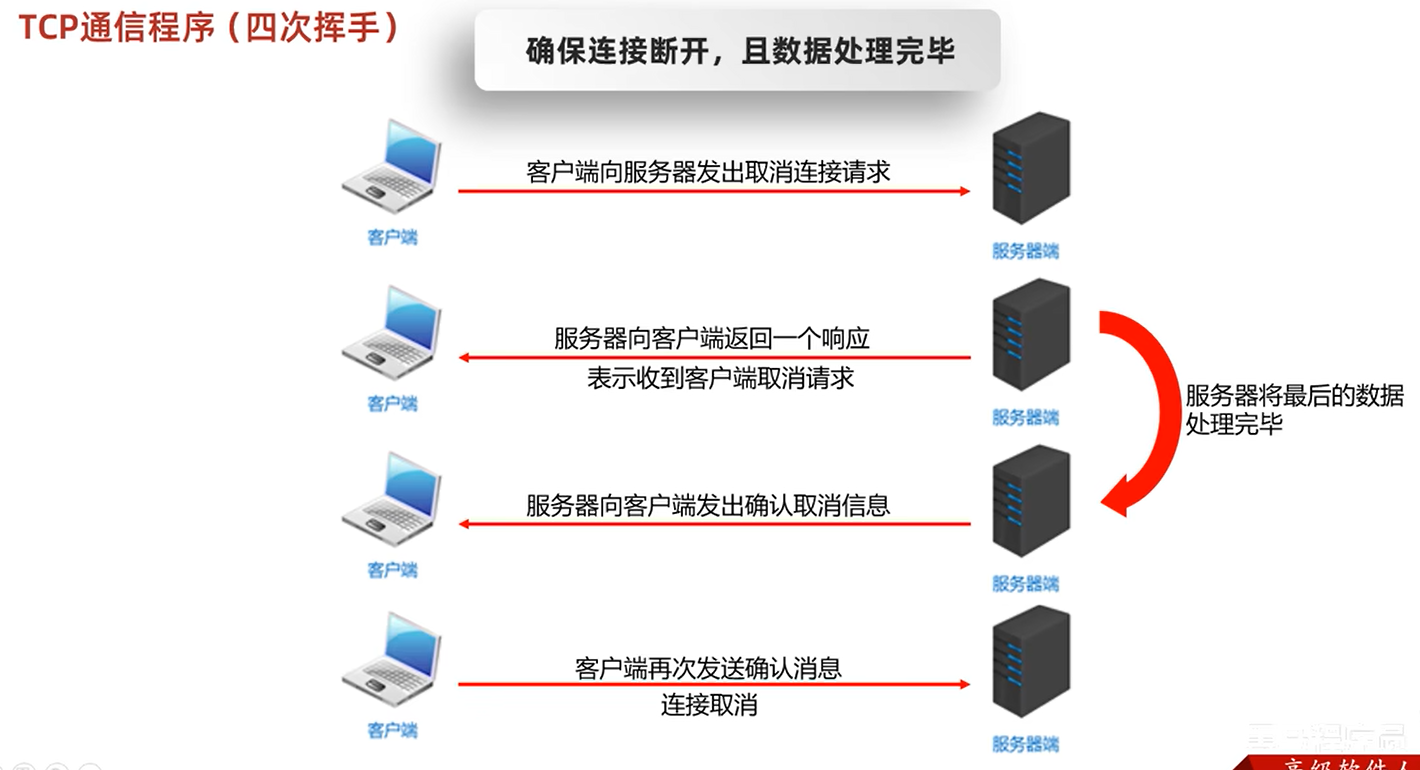 TCP通信程序（四次挥手）
确保连接断开，且数据处理完毕
客户端向服务器发出取消连接请求
客户端
服务器端
服务器向客户端返回一个响应
表示收到客户端取消请求
客户端
服务器端
服务器将最后的数据
处理完毕
服务器向客户端发出确认取消信息
客户端
服务器端
客户端再次发送确认消息
连接取消
客户端
服务器端
高级软件人